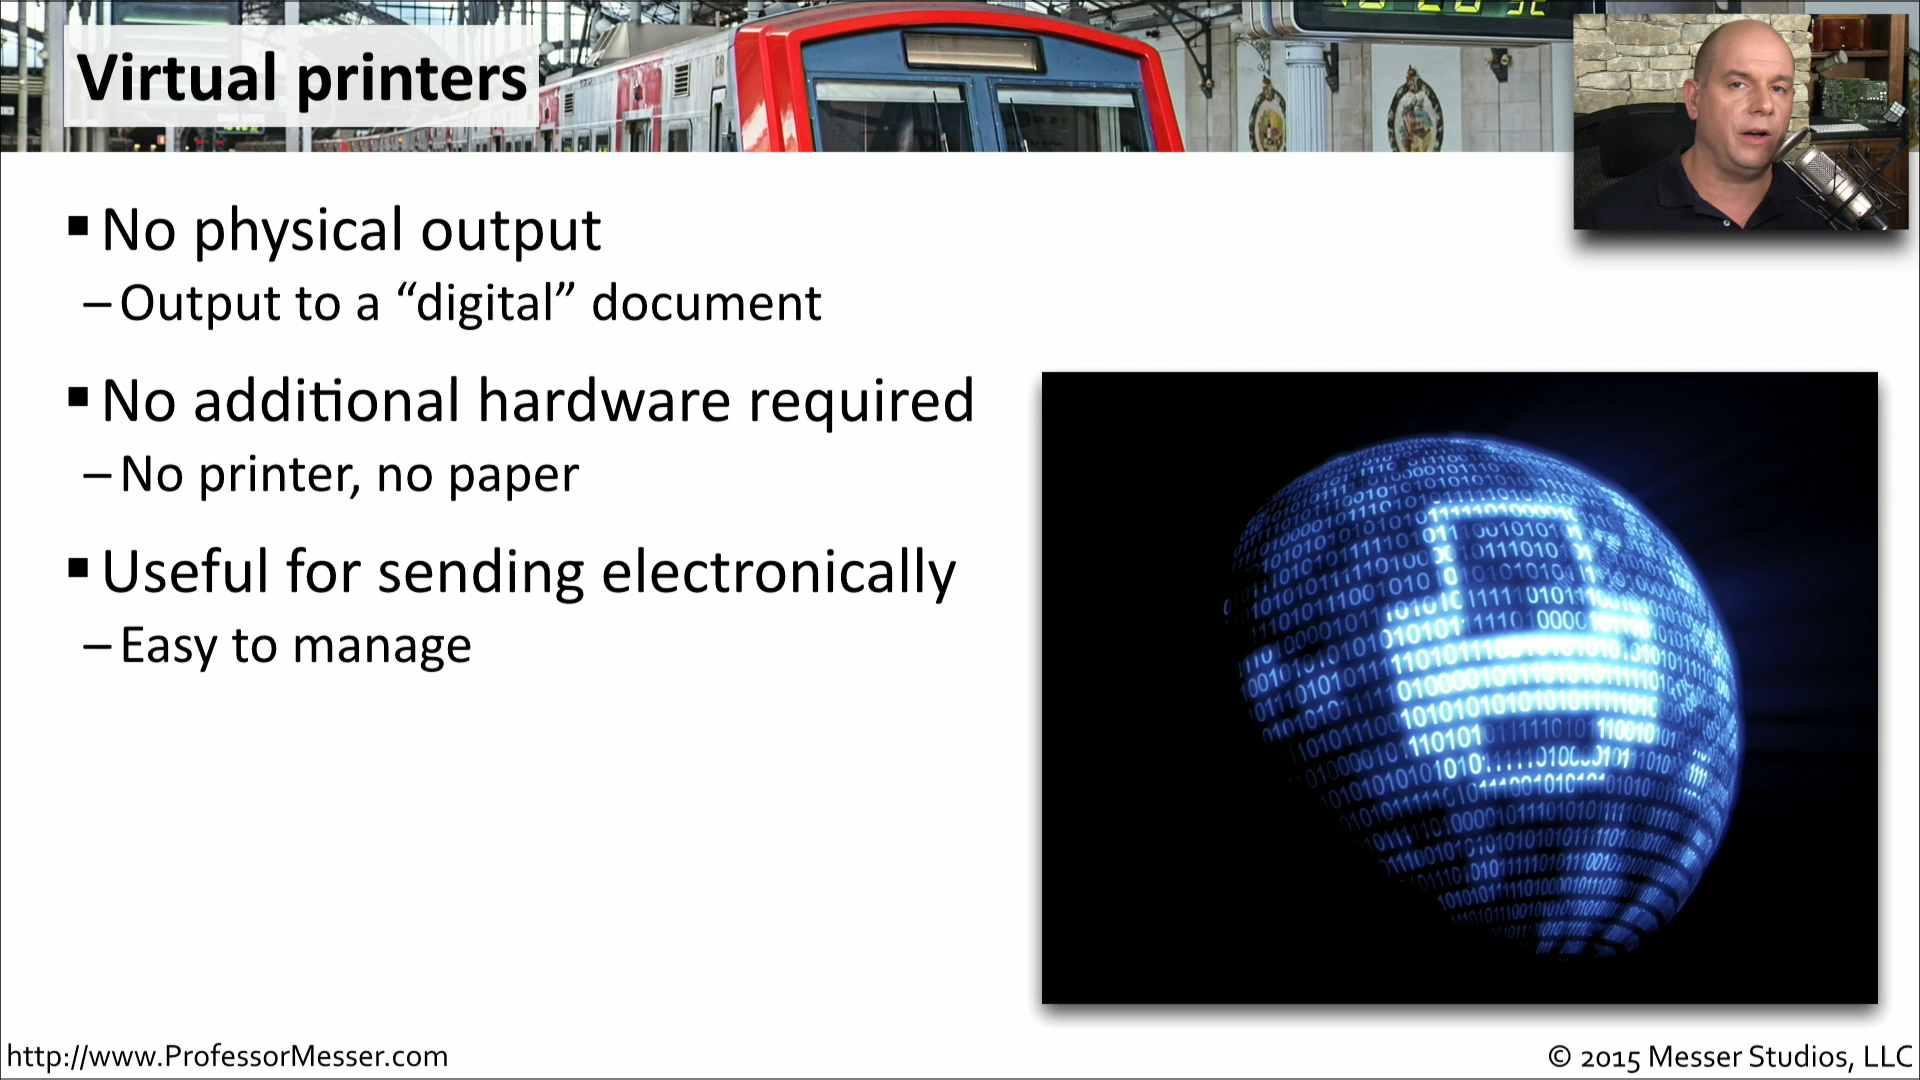 Virtual printers
▪ No physical output
– Output to a “digital” document
▪ No additional hardware required
– No printer, no paper
▪ Useful for sending electronically
– Easy to manage
http://www.ProfessorMesser.com
© 2015 Messer Studios, LLC